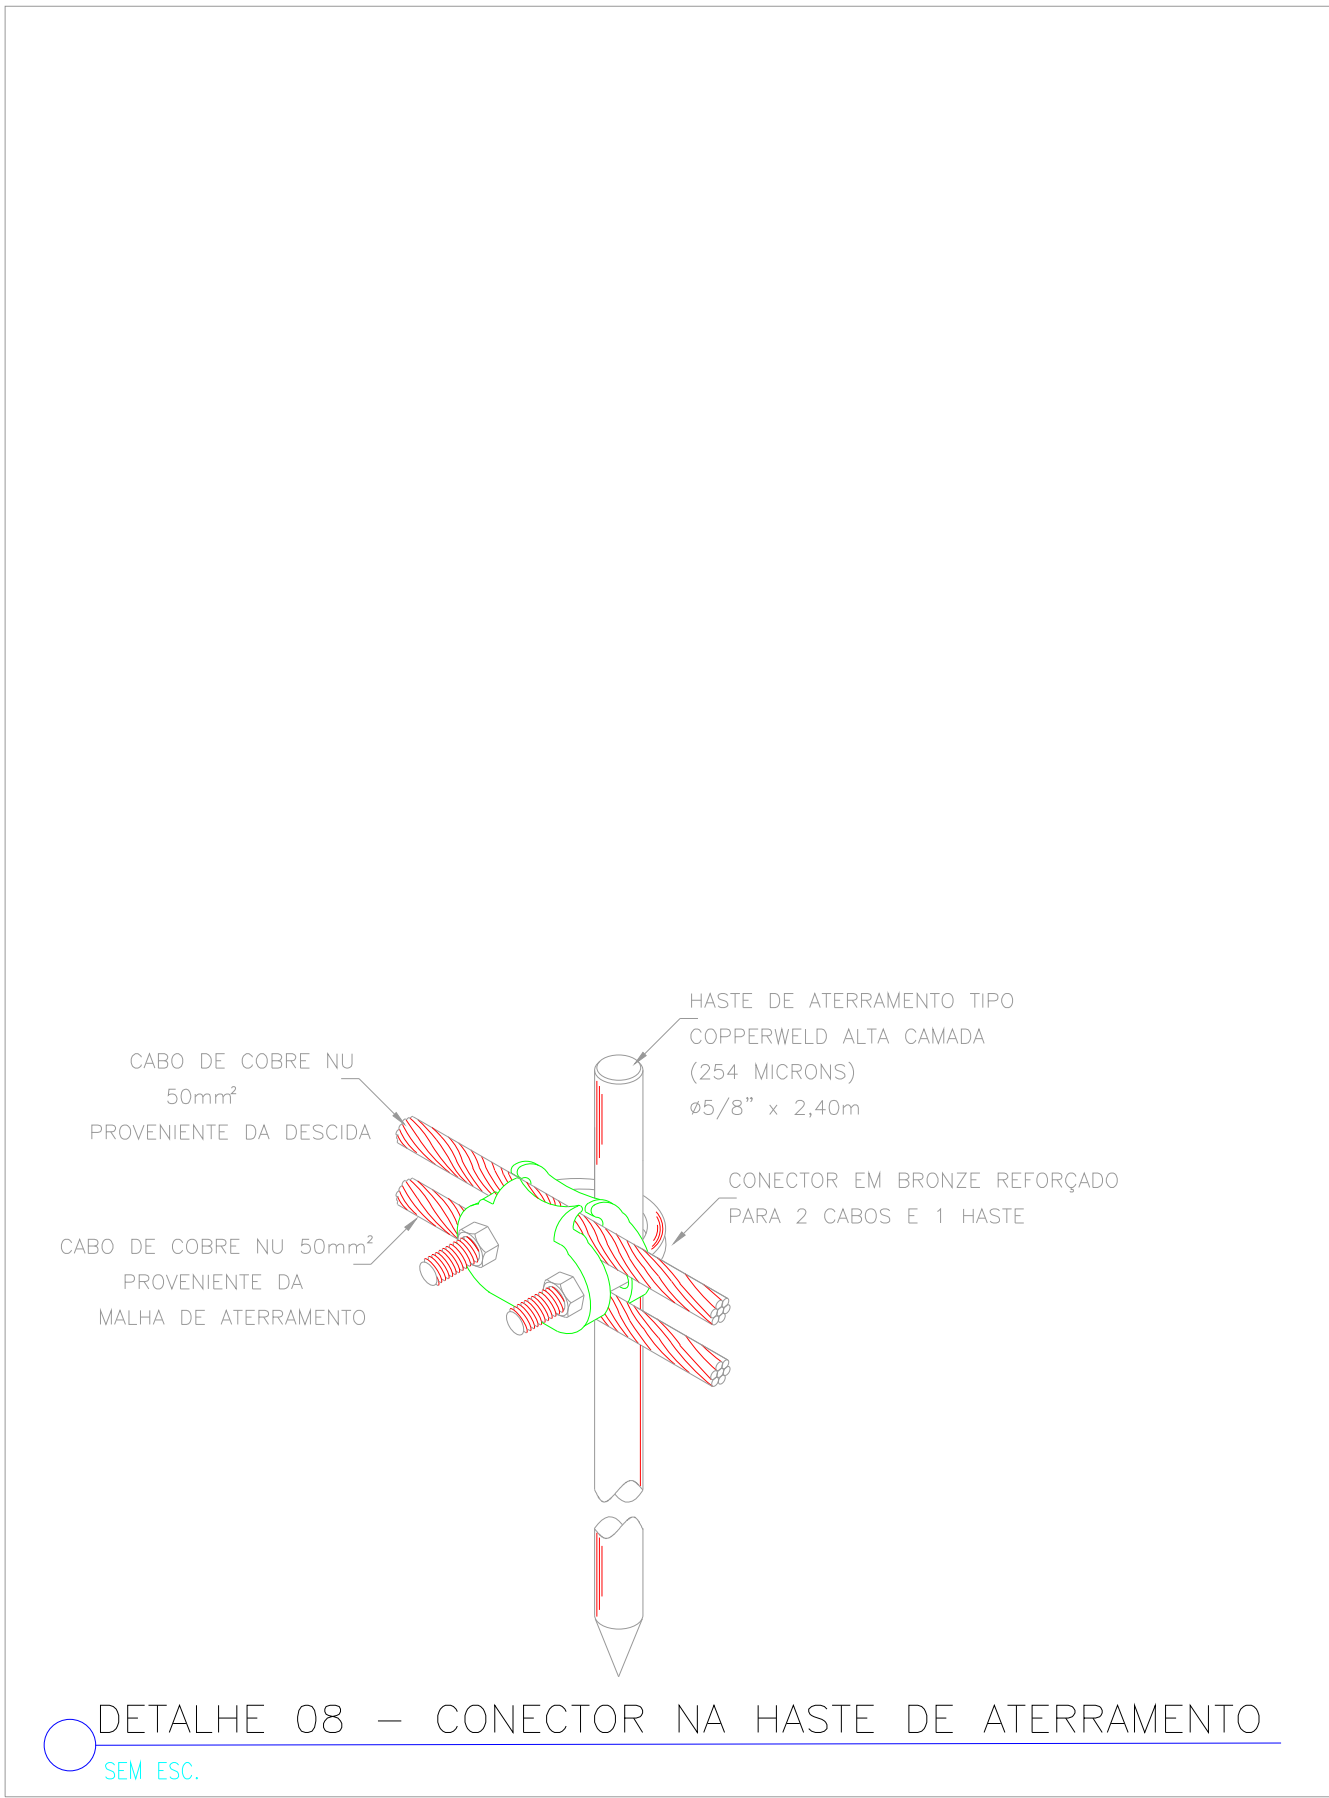 HASTE DE ATERRAMENTO TIPO
COPPERWELD ALTA CAMADA
(254 MICRONS)
ø5/8" x 2,40m
CABO DE COBRE NU
50mm²
PROVENIENTE DA DESCIDA
CONECTOR EM BRONZE REFORÇADO
PARA 2 CABOS E 1 HASTE
CABO DE COBRE NU 50mm²
PROVENIENTE DA
MALHA DE ATERRAMENTO
DETALHE 08 – CONECTOR NA HASTE DE ATERRAMENTO
SEM ESC.